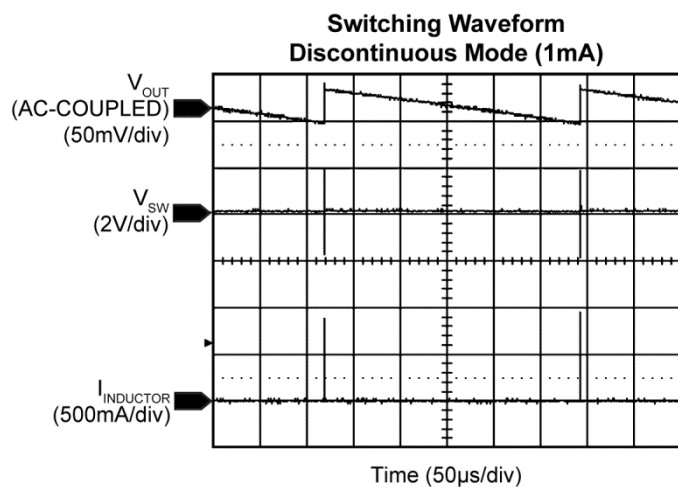 Switching Waveform
Discontinuous Mode (1mA)
V_OUT
(AC-COUPLED)
(50mV/div)
V_SW
(2V/div)
I_INDUCTOR
(500mA/div)
Time (50µs/div)